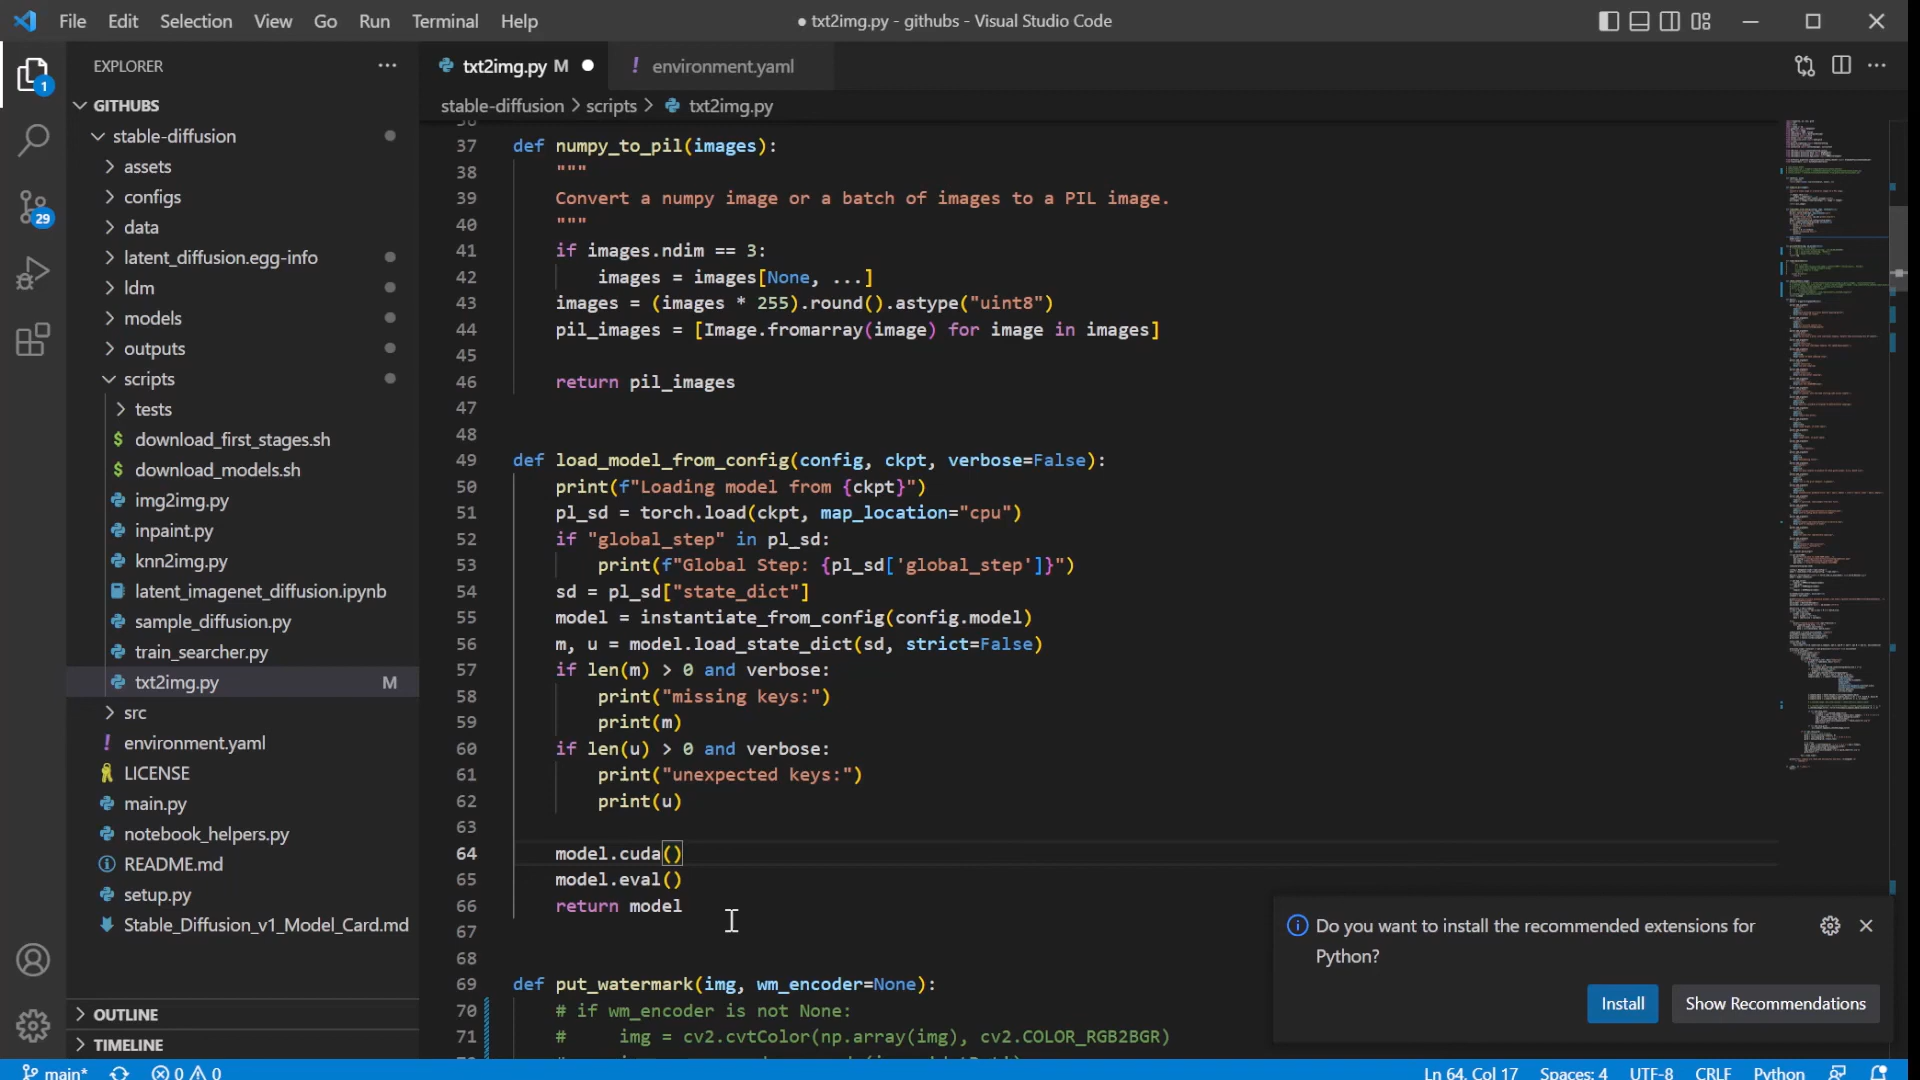 File Edit Selection View Go Run Terminal Help ● txt2img.py - githubs - Visual Studio Code
EXPLORER ...
txt2img.py M ● ! environment.yaml
stable-diffusion > scripts > txt2img.py
1
29
GITHUBS
stable-diffusion
assets
configs
data
latent_diffusion.egg-info
ldm
models
outputs
scripts
tests
$ download_first_stages.sh
$ download_models.sh
img2img.py
inpaint.py
knn2img.py
latent_imagenet_diffusion.ipynb
sample_diffusion.py
train_searcher.py
txt2img.py M
src
! environment.yaml
LICENSE
main.py
notebook_helpers.py
README.md
setup.py
Stable_Diffusion_v1_Model_Card.md
OUTLINE
TIMELINE
37 def numpy_to_pil(images):
38 """
39 Convert a numpy image or a batch of images to a PIL image.
40 """
41 if images.ndim == 3:
42 images = images[None, ...]
43 images = (images * 255).round().astype("uint8")
44 pil_images = [Image.fromarray(image) for image in images]
45
46 return pil_images
47
48
49 def load_model_from_config(config, ckpt, verbose=False):
50 print(f"Loading model from {ckpt}")
51 pl_sd = torch.load(ckpt, map_location="cpu")
52 if "global_step" in pl_sd:
53 print(f"Global Step: {pl_sd['global_step']}")
54 sd = pl_sd["state_dict"]
55 model = instantiate_from_config(config.model)
56 m, u = model.load_state_dict(sd, strict=False)
57 if len(m) > 0 and verbose:
58 print("missing keys:")
59 print(m)
60 if len(u) > 0 and verbose:
61 print("unexpected keys:")
62 print(u)
63
64 model.cuda()
65 model.eval()
66 return model
67
68
69 def put_watermark(img, wm_encoder=None):
70 # if wm_encoder is not None:
71 # img = cv2.cvtColor(np.array(img), cv2.COLOR_RGB2BGR)
Do you want to install the recommended extensions for
Python?
Install Show Recommendations
main* 0 0 Ln 64, Col 17 Spaces: 4 UTF-8 CRLF Python